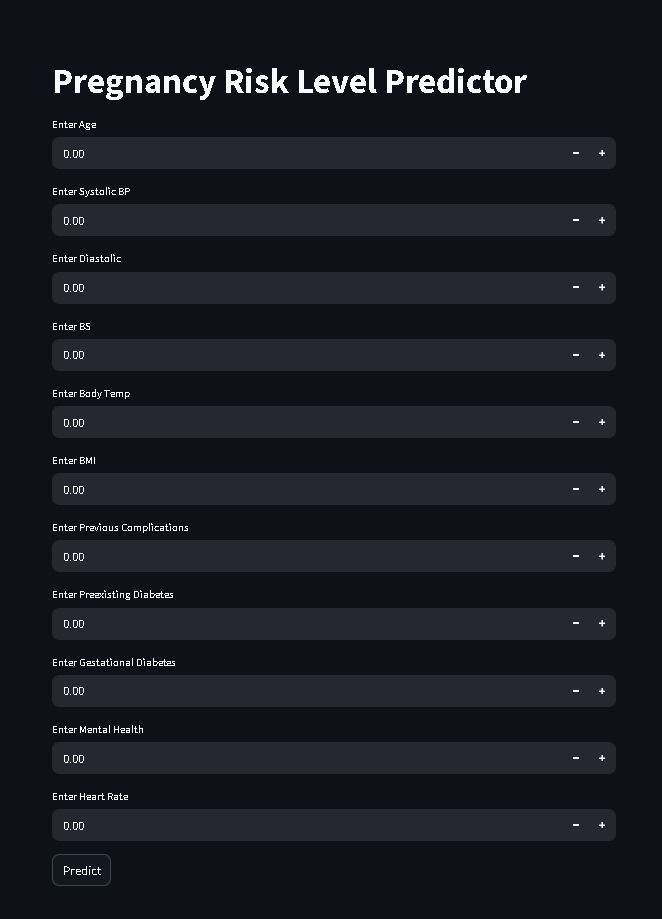 Pregnancy Risk Level Predictor
Enter Age
0.00 − +
Enter Systolic BP
0.00 − +
Enter Diastolic
0.00 − +
Enter BS
0.00 − +
Enter Body Temp
0.00 − +
Enter BMI
0.00 − +
Enter Previous Complications
0.00 − +
Enter Preexisting Diabetes
0.00 − +
Enter Gestational Diabetes
0.00 − +
Enter Mental Health
0.00 − +
Enter Heart Rate
0.00 − +
Predict